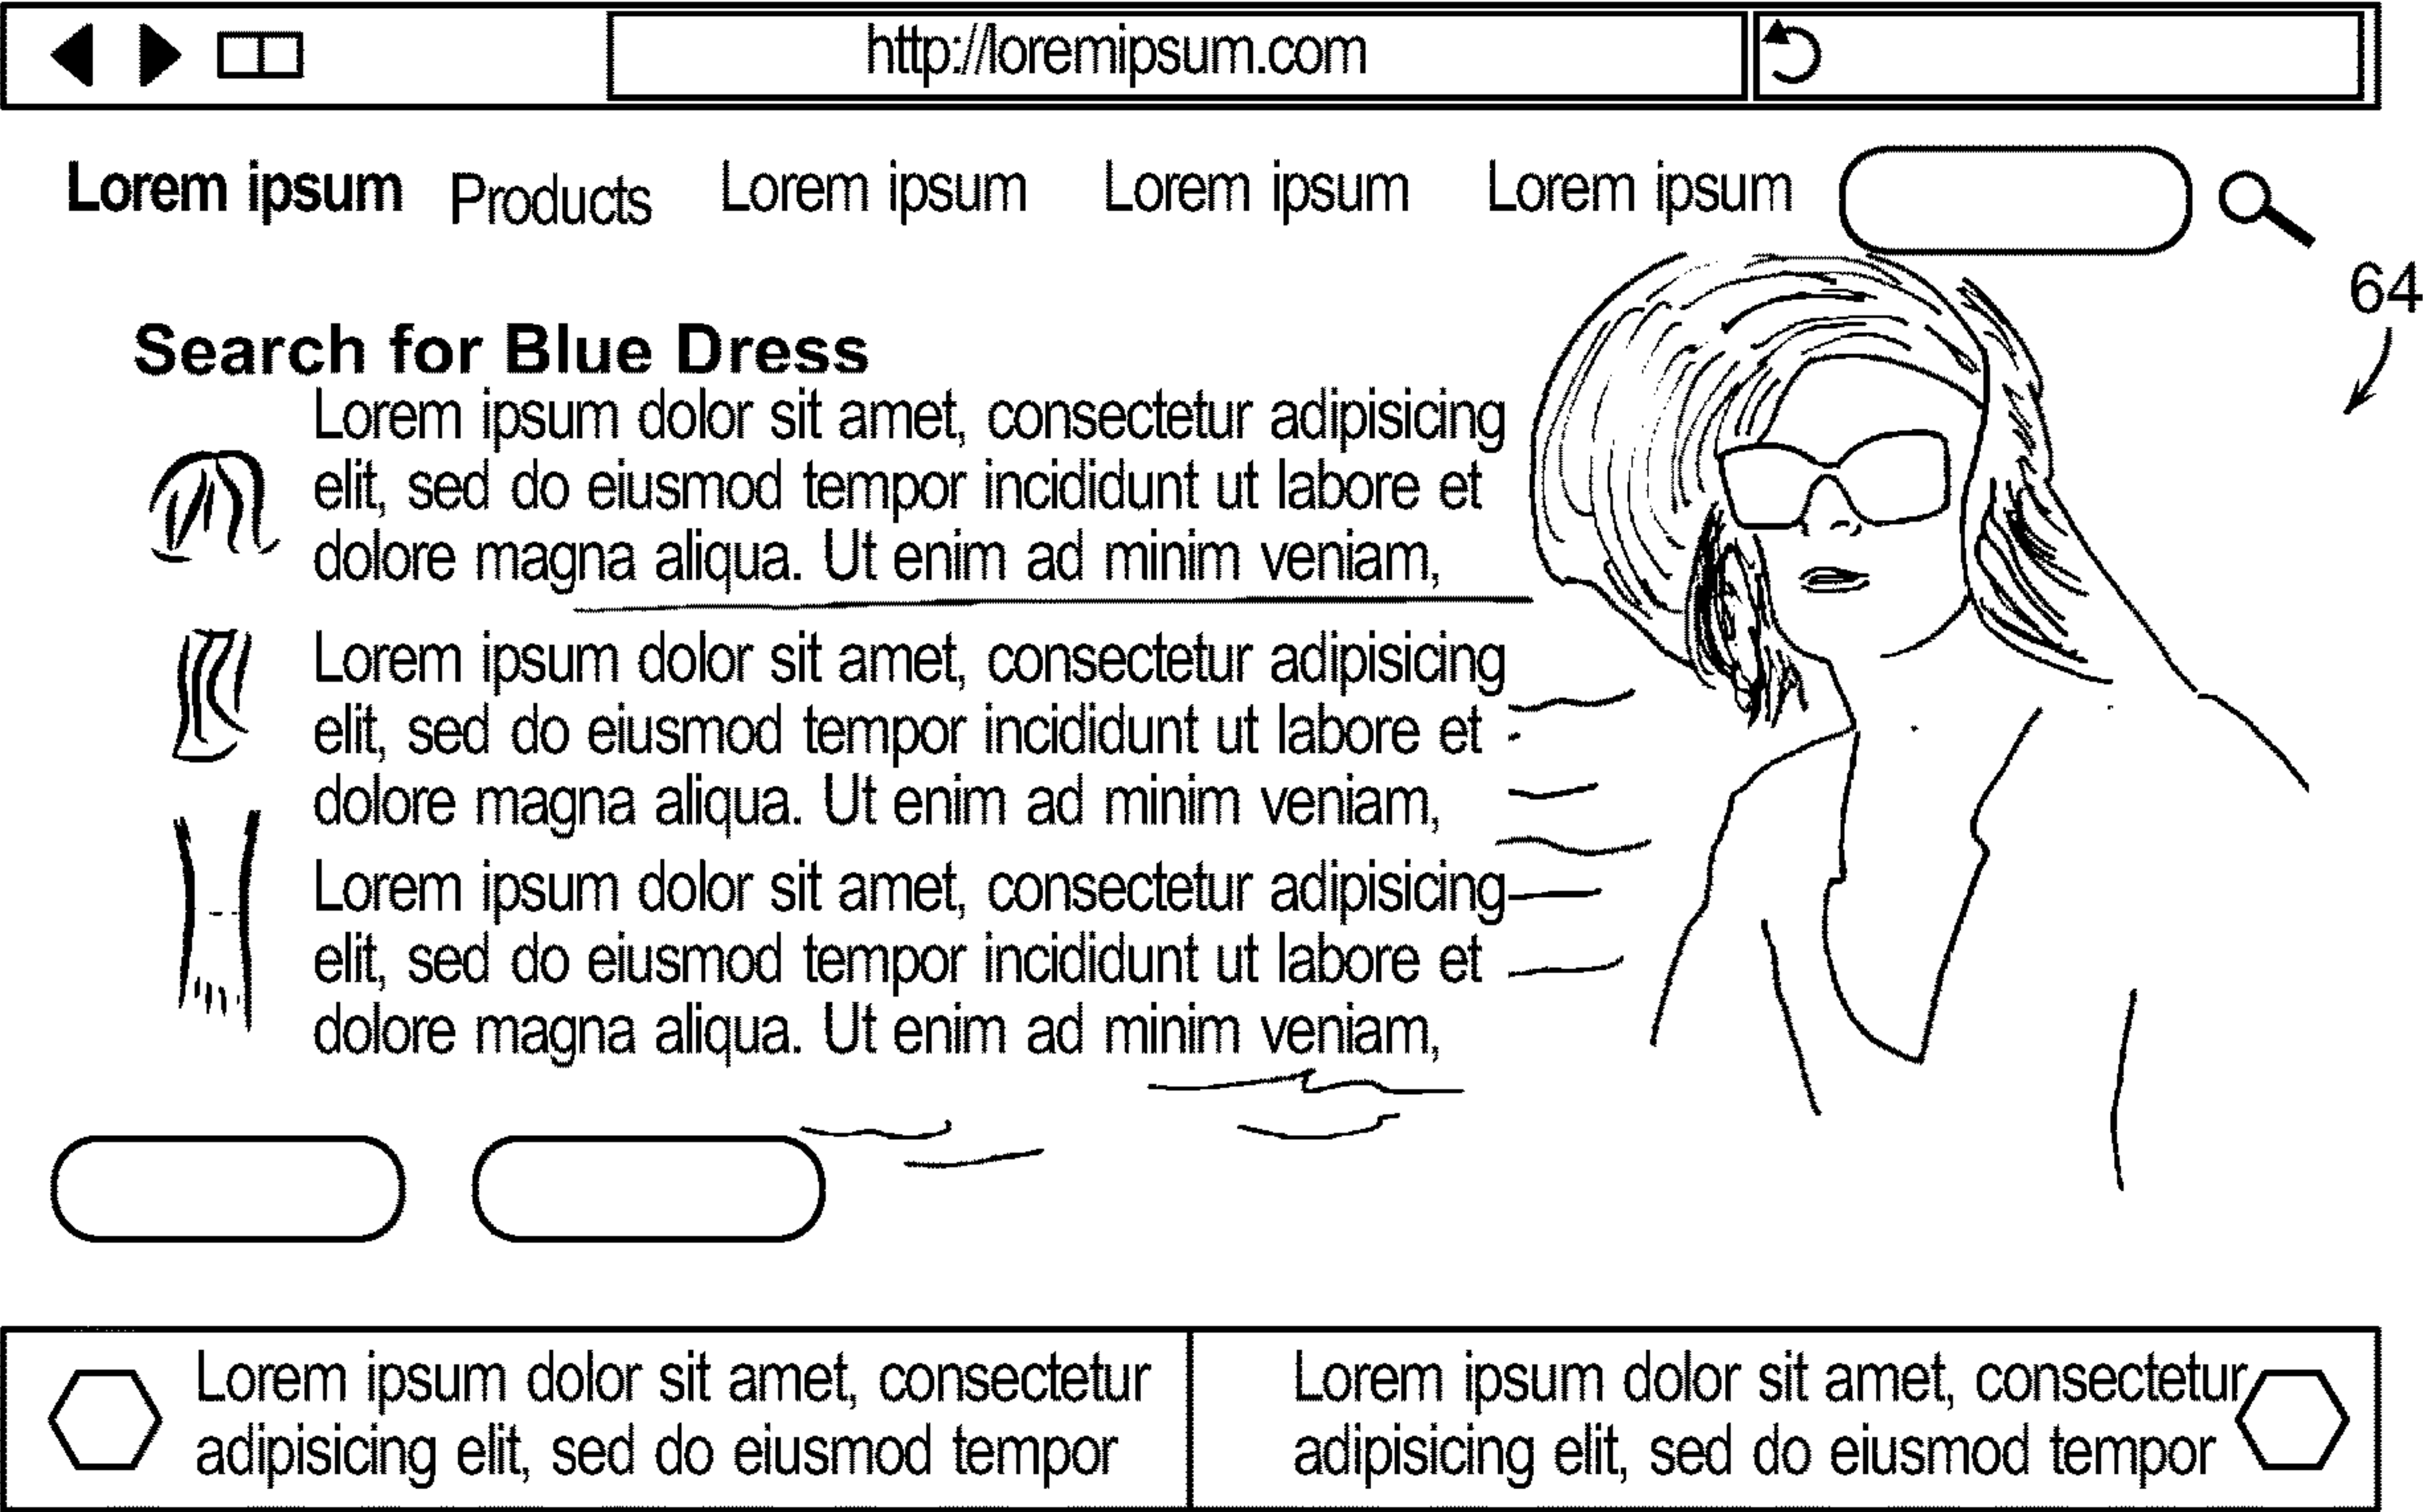 http://loremipsum.com
Lorem ipsum Products Lorem ipsum Lorem ipsum Lorem ipsum
64
Search for Blue Dress
Lorem ipsum dolor sit amet, consectetur adipisicing
elit, sed do eiusmod tempor incididunt ut labore et
dolore magna aliqua. Ut enim ad minim veniam,
Lorem ipsum dolor sit amet, consectetur adipisicing
elit, sed do eiusmod tempor incididunt ut labore et
dolore magna aliqua. Ut enim ad minim veniam,
Lorem ipsum dolor sit amet, consectetur adipisicing
elit, sed do eiusmod tempor incididunt ut labore et
dolore magna aliqua. Ut enim ad minim veniam,
Lorem ipsum dolor sit amet, consectetur
adipisicing elit, sed do eiusmod tempor
Lorem ipsum dolor sit amet, consectetur
adipisicing elit, sed do eiusmod tempor